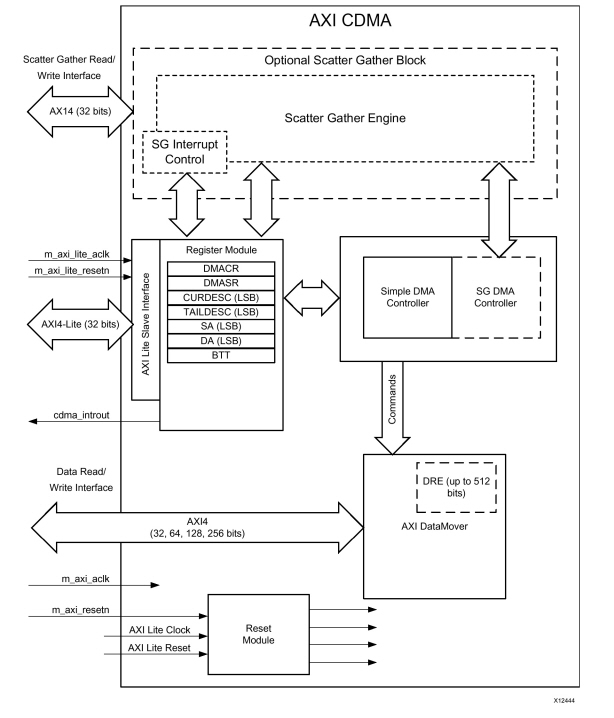 AXI CDMA
Scatter Gather Read/
Write Interface
Optional Scatter Gather Block
AX14 (32 bits)
Scatter Gather Engine
SG Interrupt
Control
m_axi_lite_aclk
m_axi_lite_resetn
AXI4-Lite (32 bits)
AXI Lite Slave Interface
Register Module
DMACR
DMASR
CURDESC (LSB)
TAILDESC (LSB)
SA (LSB)
DA (LSB)
BTT
Simple DMA
Controller
SG DMA
Controller
cdma_introut
Commands
Data Read/
Write Interface
DRE (up to 512
bits)
AXI DataMover
AXI4
(32, 64, 128, 256 bits)
m_axi_aclk
m_axi_resetn
AXI Lite Clock
AXI Lite Reset
Reset
Module
X12444